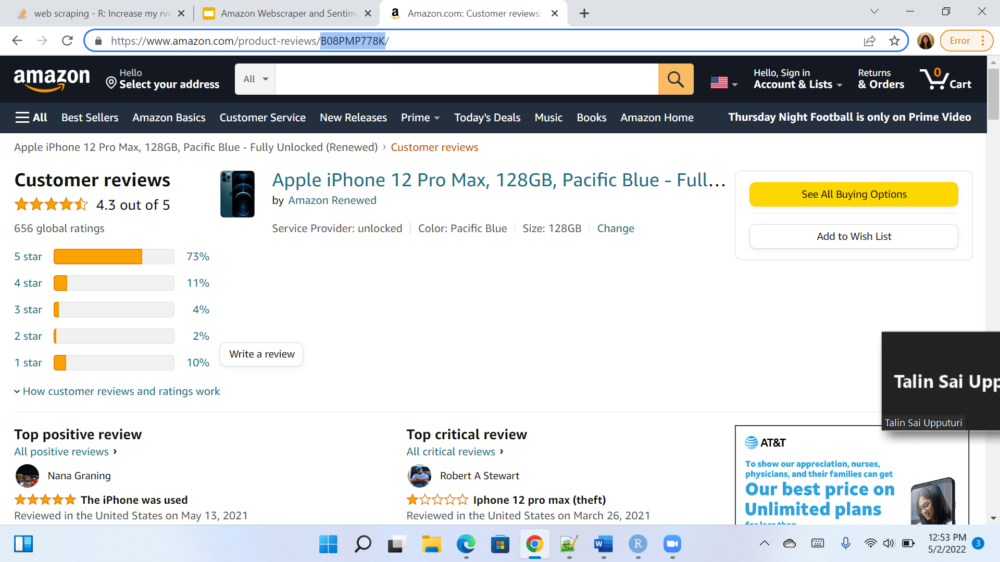 web scraping - R: Increase my rve
Amazon Webscraper and Sentime
Amazon.com: Customer reviews:
https://www.amazon.com/product-reviews/B08PMP778K/
Error
amazon
Hello
Select your address
All
Hello, Sign in
Account & Lists
Returns
& Orders
0
Cart
All
Best Sellers
Amazon Basics
Customer Service
New Releases
Prime
Today's Deals
Music
Books
Amazon Home
Thursday Night Football is only on Prime Video
Apple iPhone 12 Pro Max, 128GB, Pacific Blue - Fully Unlocked (Renewed) › Customer reviews
Customer reviews
4.3 out of 5
656 global ratings
5 star 73%
4 star 11%
3 star 4%
2 star 2%
1 star 10%
How customer reviews and ratings work
Apple iPhone 12 Pro Max, 128GB, Pacific Blue - Full...
by Amazon Renewed
Service Provider: unlocked
Color: Pacific Blue
Size: 128GB
Change
Write a review
See All Buying Options
Add to Wish List
Talin Sai Upp
Talin Sai Upputuri
Top positive review
All positive reviews ›
Nana Graning
The iPhone was used
Reviewed in the United States on May 13, 2021
Top critical review
All critical reviews ›
Robert A Stewart
Iphone 12 pro max (theft)
Reviewed in the United States on March 26, 2021
AT&T
To show our appreciation, nurses,
physicians, and their families can get
Our best price on
Unlimited plans
for less than
W
R
12:53 PM
5/2/2022
3